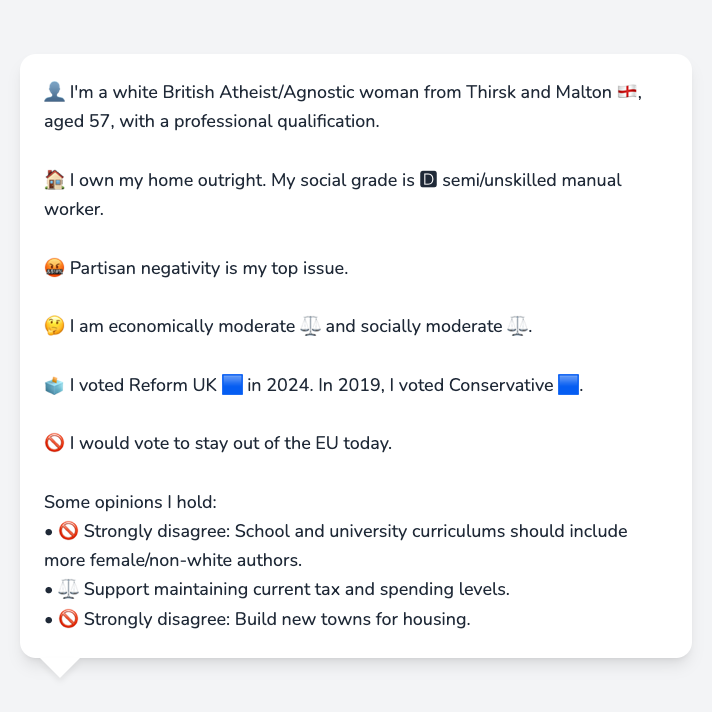 👤 I'm a white British Atheist/Agnostic woman from Thirsk and Malton 🏴󠁧󠁢󠁥󠁮󠁧󠁿,
aged 57, with a professional qualification.
🏠 I own my home outright. My social grade is 🅳 semi/unskilled manual
worker.
🤬 Partisan negativity is my top issue.
🤔 I am economically moderate ⚖️ and socially moderate ⚖️.
🗳️ I voted Reform UK 🟦 in 2024. In 2019, I voted Conservative 🟦.
🚫 I would vote to stay out of the EU today.
Some opinions I hold:
• 🚫 Strongly disagree: School and university curriculums should include
more female/non-white authors.
• ⚖️ Support maintaining current tax and spending levels.
• 🚫 Strongly disagree: Build new towns for housing.